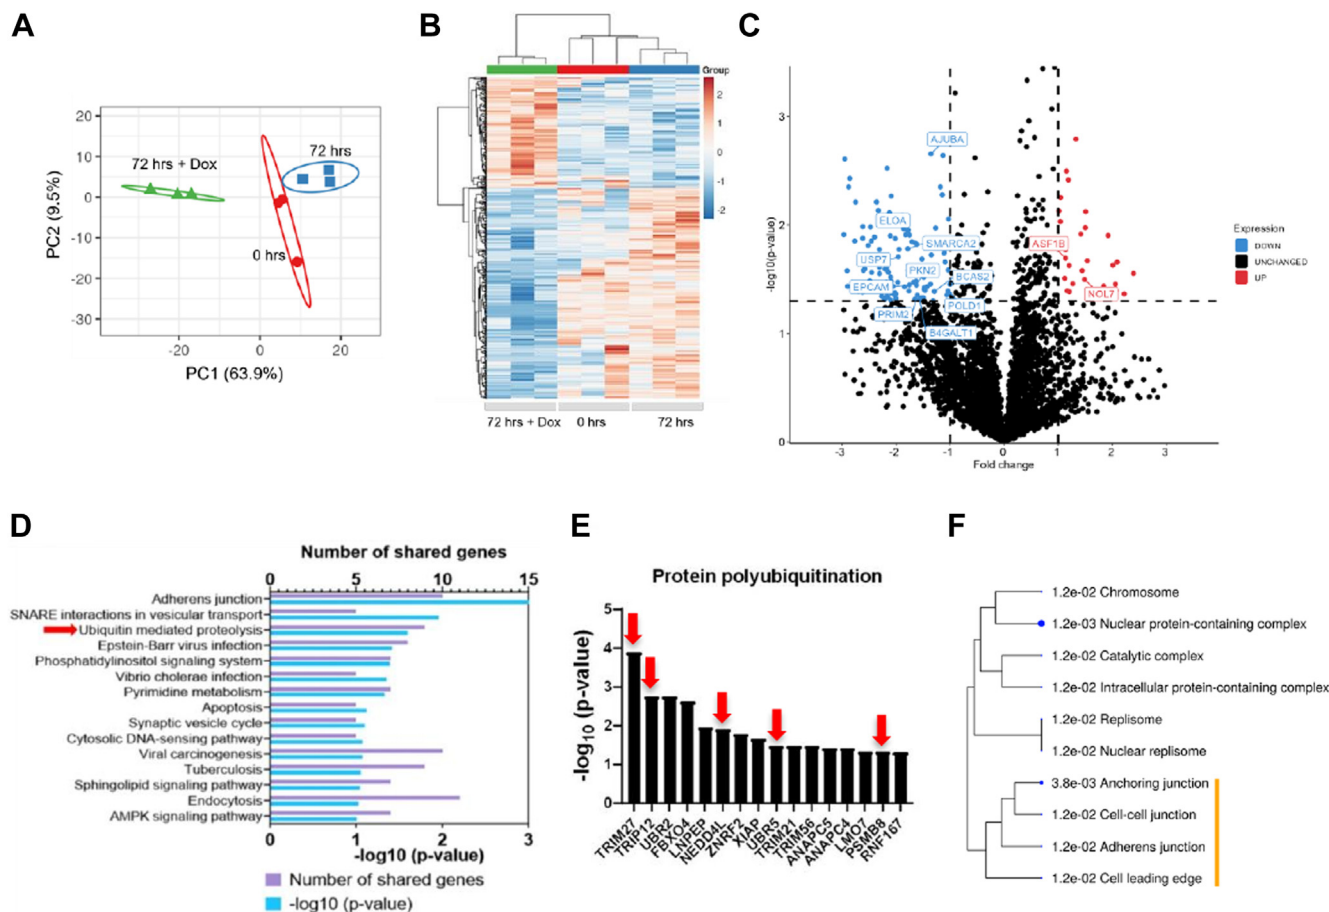 A
20
10
0
-10
-20
-30
PC2 (9.5%)
72 hrs + Dox
72 hrs
0 hrs
-20
0
20
PC1 (63.9%)
B
Group
2
1
0
-1
-2
72 hrs + Dox
0 hrs
72 hrs
C
-log10(p-value)
3
2
1
0
AJUBA
ELOA
SMARCA2
ASF1B
USP7
PKN2
BCAS2
EPCAM
NOL7
PRIM2
POLD1
B4GALT1
-3
-2
-1
0
1
2
3
Fold change
Expression
DOWN
UNCHANGED
UP
D
Number of shared genes
0
5
10
15
Adherens junction
SNARE interactions in vesicular transport
Ubiquitin mediated proteolysis
Epstein-Barr virus infection
Phosphatidylinositol signaling system
Vibrio cholerae infection
Pyrimidine metabolism
Apoptosis
Synaptic vesicle cycle
Cytosolic DNA-sensing pathway
Viral carcinogenesis
Tuberculosis
Sphingolipid signaling pathway
Endocytosis
AMPK signaling pathway
0
1
2
3
-log10 (p-value)
Number of shared genes
-log10 (p-value)
E
Protein polyubiquitination
-log10 (p-value)
5
4
3
2
1
0
TRIM27
TRIP12
UBR2
FBXO4
LNPEP
NEDD4L
ZNRF2
XIAP
UBR5
TRIM21
TRIM56
ANAPC5
ANAPC4
LMO7
PSMB8
RNF167
F
1.2e-02 Chromosome
1.2e-03 Nuclear protein-containing complex
1.2e-02 Catalytic complex
1.2e-02 Intracellular protein-containing complex
1.2e-02 Replisome
1.2e-02 Nuclear replisome
3.8e-03 Anchoring junction
1.2e-02 Cell-cell junction
1.2e-02 Adherens junction
1.2e-02 Cell leading edge